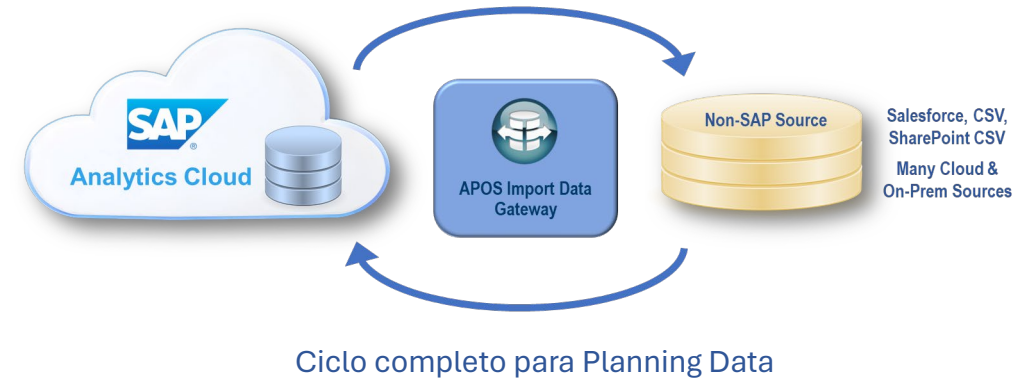 SAP
®
Analytics Cloud
APOS Import Data
Gateway
Non-SAP Source
Salesforce, CSV,
SharePoint CSV
Many Cloud &
On-Prem Sources
Ciclo completo para Planning Data